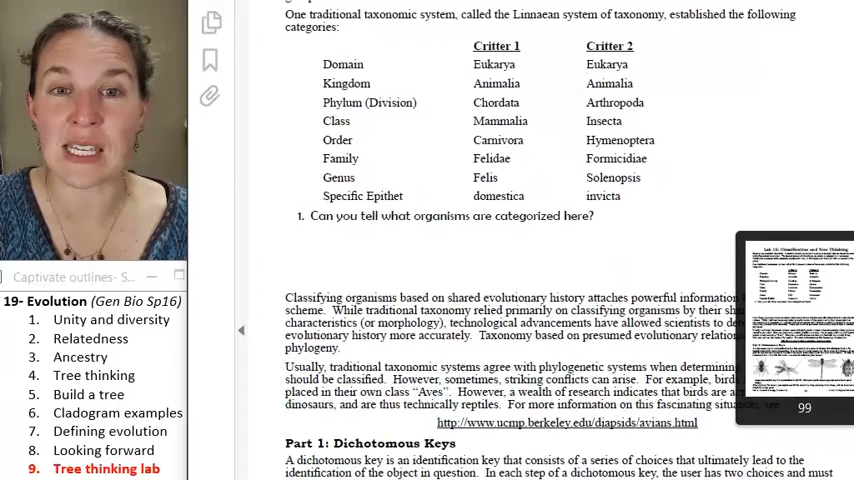 One traditional taxonomic system, called the Linnaean system of taxonomy, established the following
categories:
Critter 1 Critter 2
Domain Eukarya Eukarya
Kingdom Animalia Animalia
Phylum (Division) Chordata Arthropoda
Class Mammalia Insecta
Order Carnivora Hymenoptera
Family Felidae Formicidiae
Genus Felis Solenopsis
Specific Epithet domestica invicta
1. Can you tell what organisms are categorized here?
Captivate outlines- S...
19- Evolution (Gen Bio Sp16)
1. Unity and diversity
2. Relatedness
3. Ancestry
4. Tree thinking
5. Build a tree
6. Cladogram examples
7. Defining evolution
8. Looking forward
9. Tree thinking lab
Classifying organisms based on shared evolutionary history attaches powerful information
scheme. While traditional taxonomy relied primarily on classifying organisms by their
characteristics (or morphology), technological advancements have allowed scientists to
evolutionary history more accurately. Taxonomy based on presumed evolutionary
phylogeny.
Usually, traditional taxonomic systems agree with phylogenetic systems when determining
should be classified. However, sometimes, striking conflicts can arise. For example,
placed in their own class "Aves". However, a wealth of research indicates that birds are
dinosaurs, and are thus technically reptiles. For more information on this fascinating
http://www.ucmp.berkeley.edu/diapsids/avians.html
Part 1: Dichotomous Keys
A dichotomous key is an identification key that consists of a series of choices that ultimately lead to the
identification of the object in question. In each step of a dichotomous key, the user has two choices and must
Lab 16: Classification and Tree Thinking
99